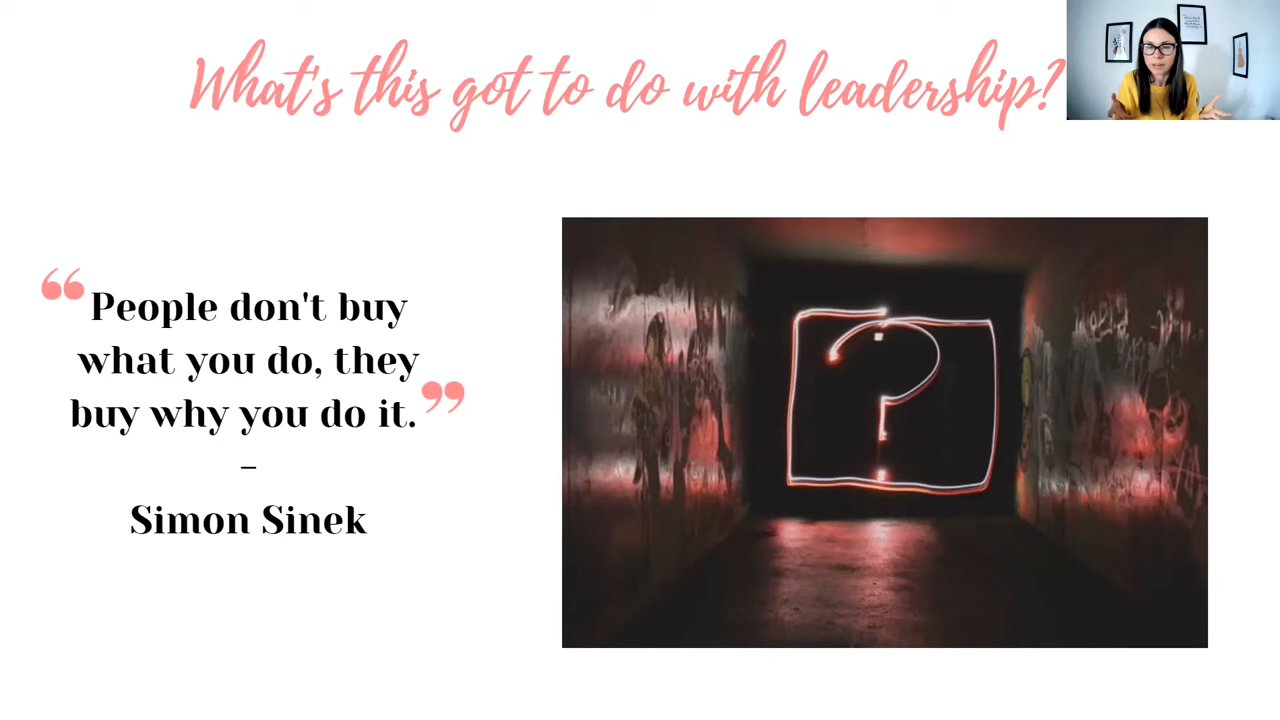 What's this got to do with leadership?
“People don't buy
what you do, they
buy why you do it.”
–
Simon Sinek